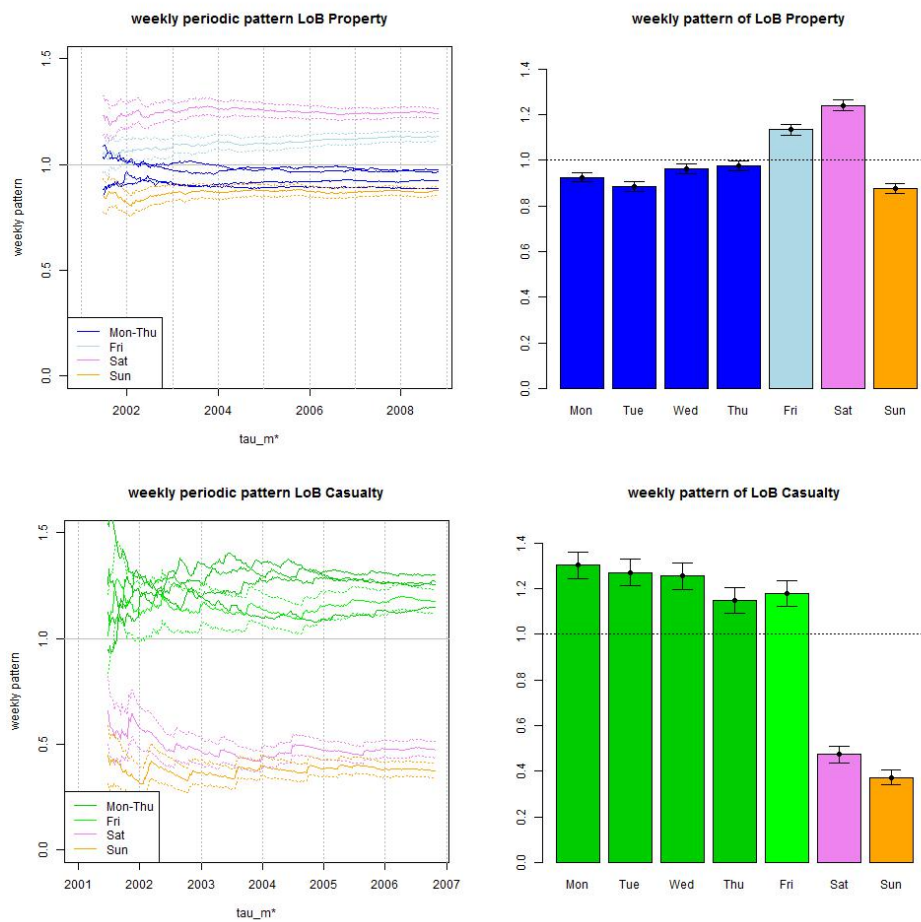 weekly periodic pattern LoB Property
weekly pattern
1.5
1.0
0.5
0.0
Mon-Thu
Fri
Sat
Sun
2002 2004 2006 2008
tau_m*
weekly pattern of LoB Property
1.4
1.2
1.0
0.8
0.6
0.4
0.2
0.0
Mon Tue Wed Thu Fri Sat Sun
weekly periodic pattern LoB Casualty
weekly pattern
1.5
1.0
0.5
0.0
Mon-Thu
Fri
Sat
Sun
2001 2002 2003 2004 2005 2006 2007
tau_m*
weekly pattern of LoB Casualty
1.4
1.2
1.0
0.8
0.6
0.4
0.2
0.0
Mon Tue Wed Thu Fri Sat Sun